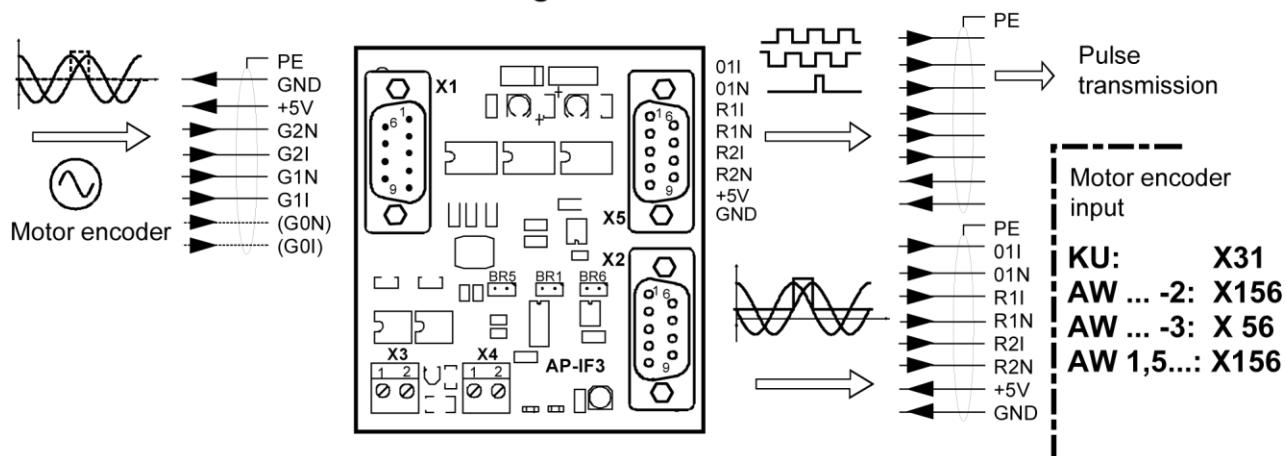 PE
GND
+5V
G2N
G2I
G1N
G1I
(G0N)
(G0I)
Motor encoder
X1
1
6
9
X5
1
6
9
X2
1
6
9
BR5
BR1
BR6
X3
1 2
X4
1 2
AP-IF3
01I
01N
R1I
R1N
R2I
R2N
+5V
GND
PE
Pulse
transmission
PE
01I
01N
R1I
R1N
R2I
R2N
+5V
GND
Motor encoder
input
KU: X31
AW ... -2: X156
AW ... -3: X 56
AW 1,5...: X156